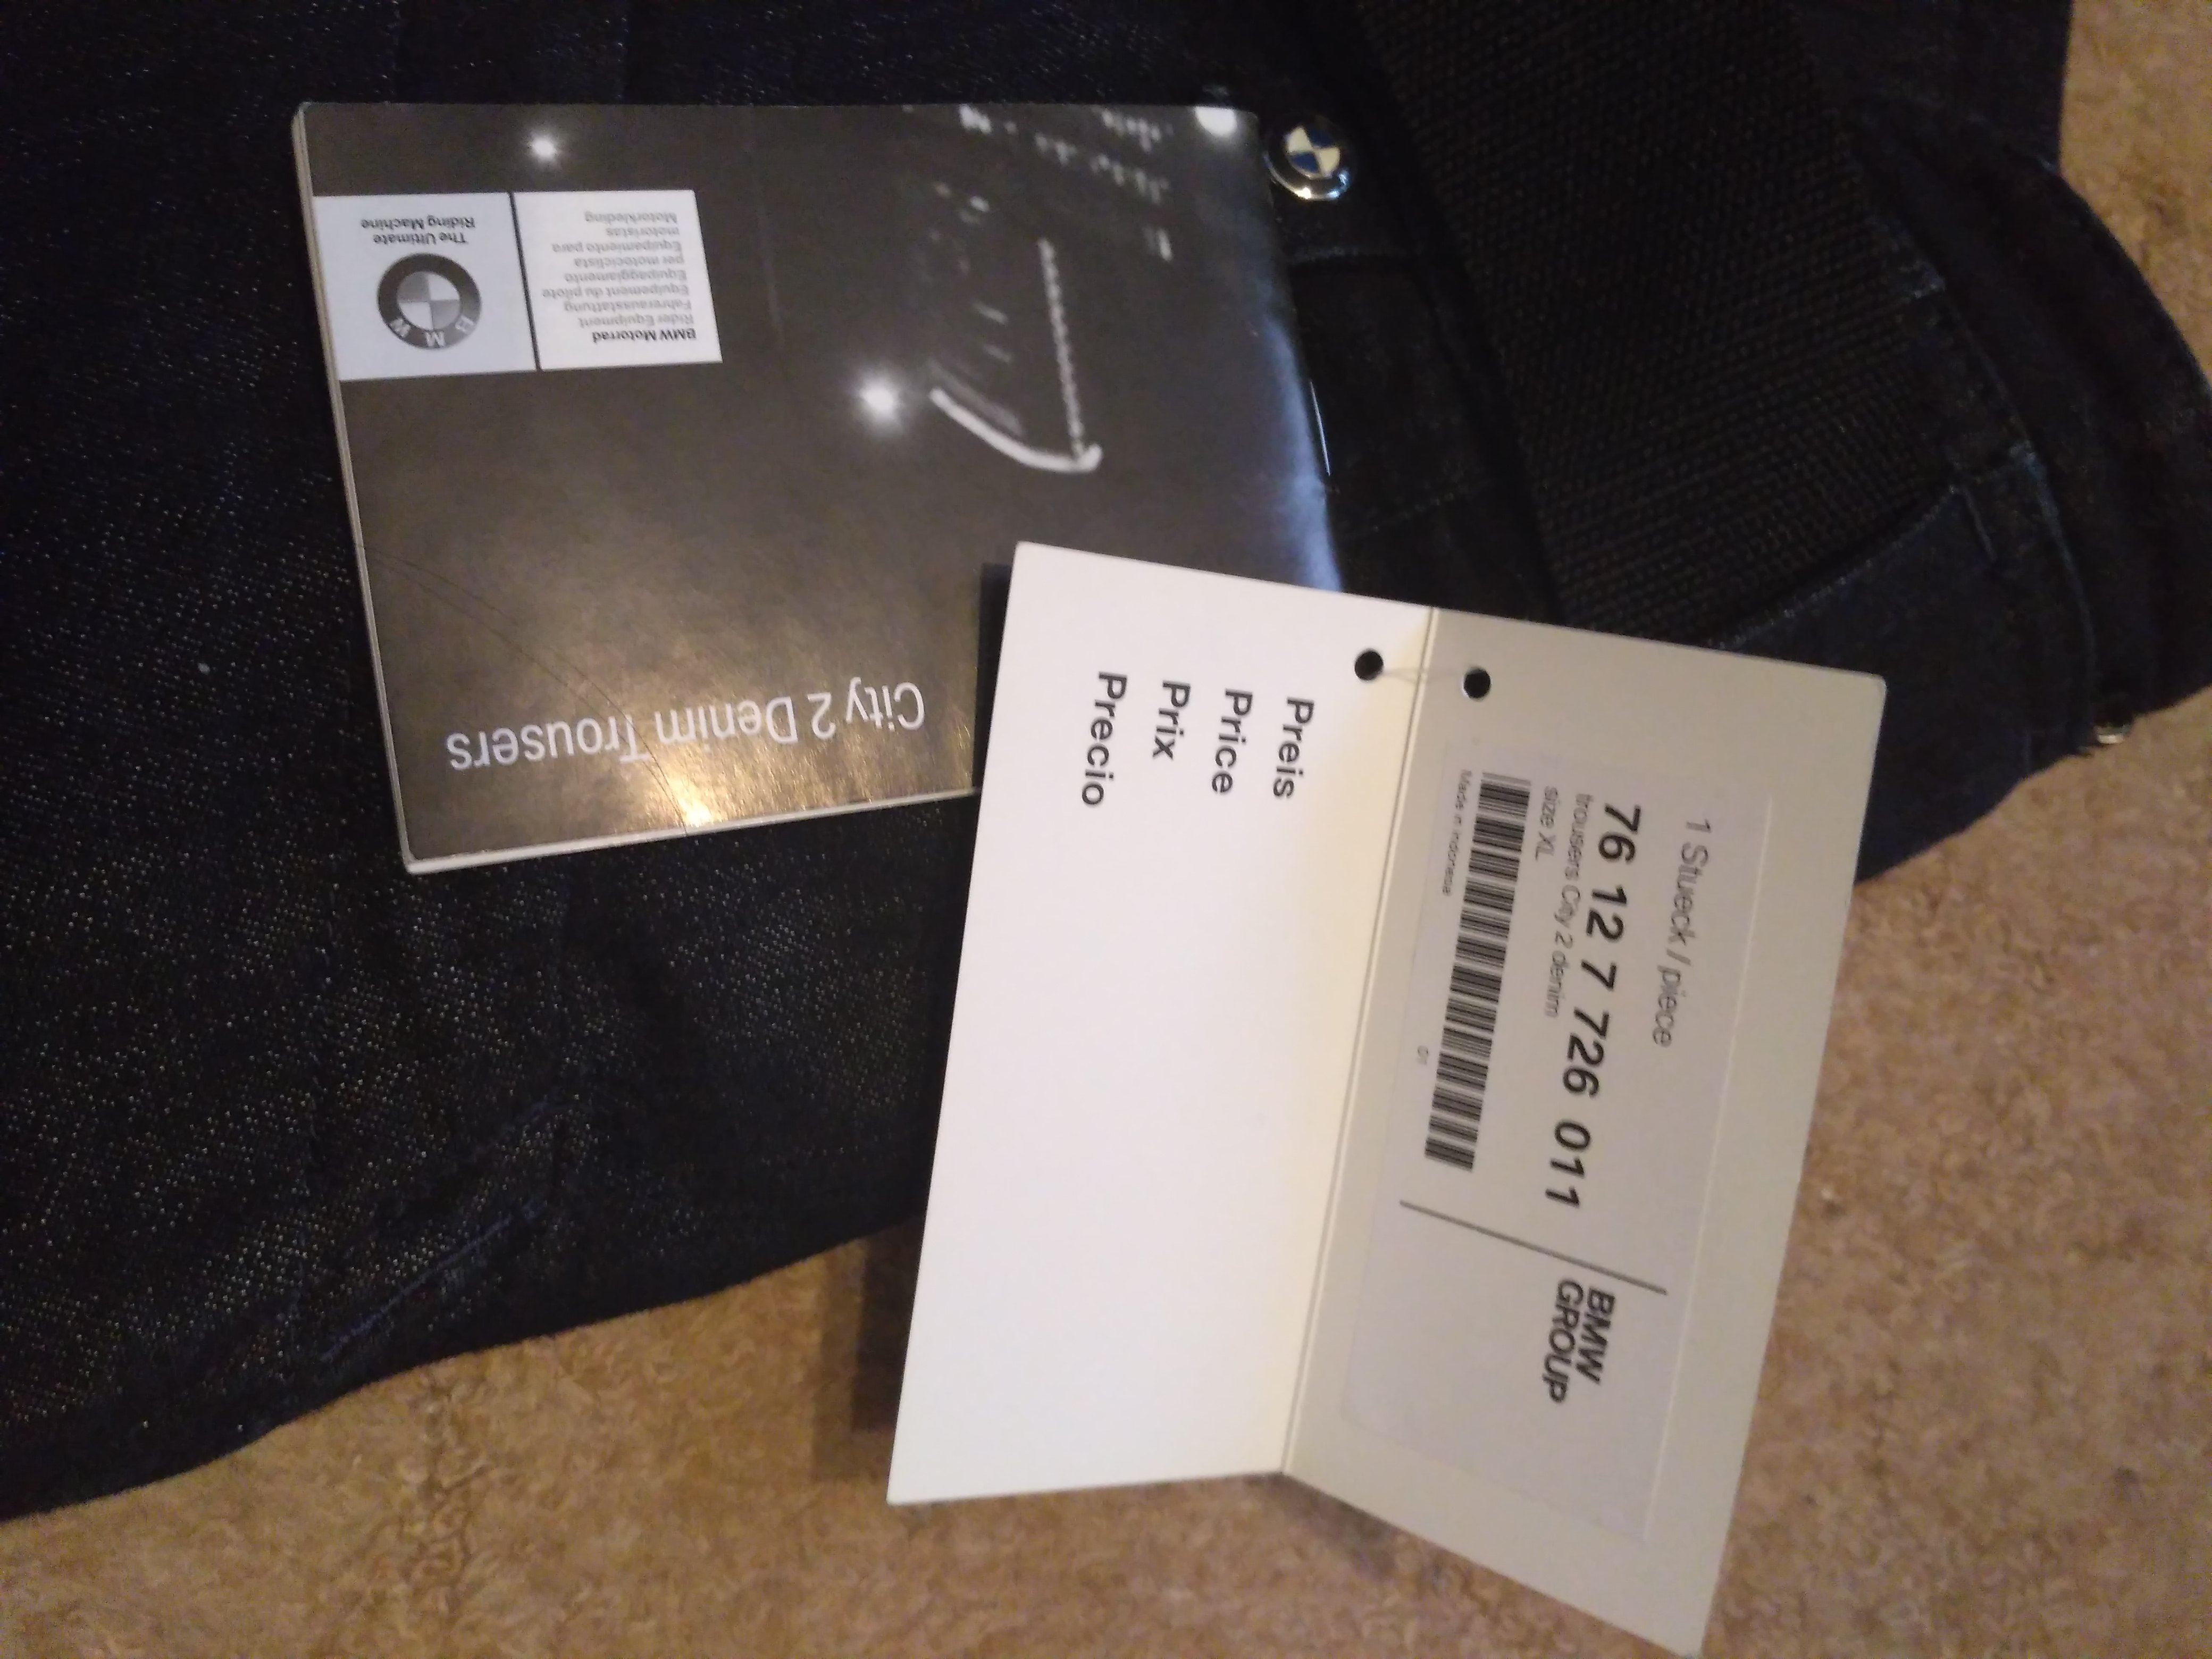 The Ultimate
Riding Machine
BMW
BMW Motorrad
Rider Equipment
Fahrerausstattung
Equipement du pilote
Equipaggiamento
per motociclista
Equipamiento para
motoristas
Motorkleding
City 2 Denim Trousers
Preis
Price
Prix
Precio
1 Stueck / piece
76 12 7 726 011
trousers City 2 denim
size XL
Made in Indonesia
01
BMW
GROUP